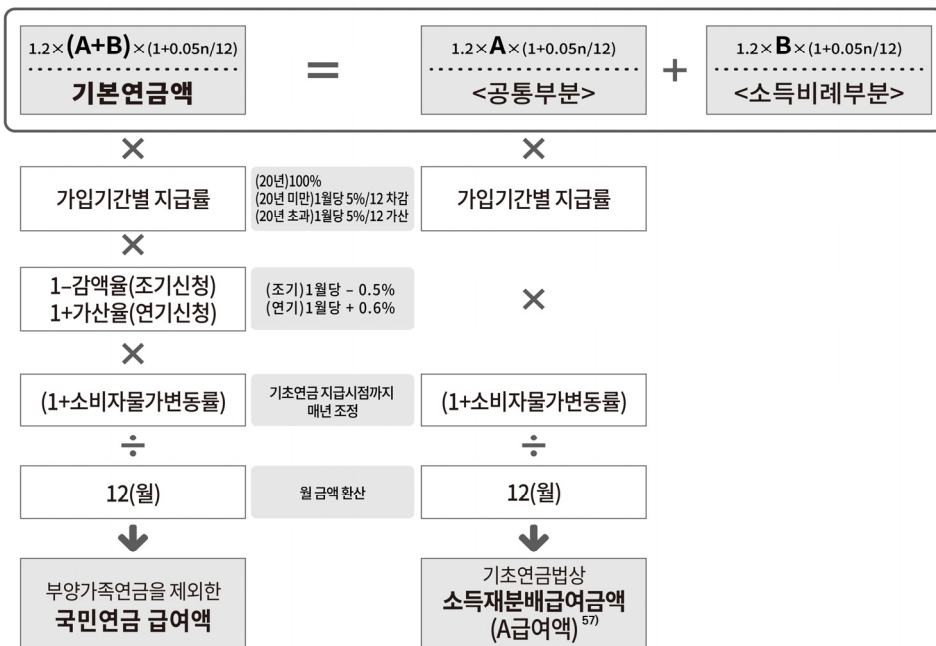 1.2×(A+B)×(1+0.05n/12)
기본연금액
=
1.2×A×(1+0.05n/12)
<공통부분>
+
1.2×B×(1+0.05n/12)
<소득비례부분>
×
×
가입기간별 지급률
(20년)100%
(20년 미만)1월당 5%/12 차감
(20년 초과)1월당 5%/12 가산
가입기간별 지급률
×
1–감액율(조기신청)
1+가산율(연기신청)
(조기)1월당 – 0.5%
(연기)1월당 + 0.6%
×
×
(1+소비자물가변동률)
기초연금 지급시점까지
매년 조정
(1+소비자물가변동률)
÷
÷
12(월)
월 금액 환산
12(월)
부양가족연금을 제외한
국민연금 급여액
기초연금법상
소득재분배급여금액
(A급여액) 57)